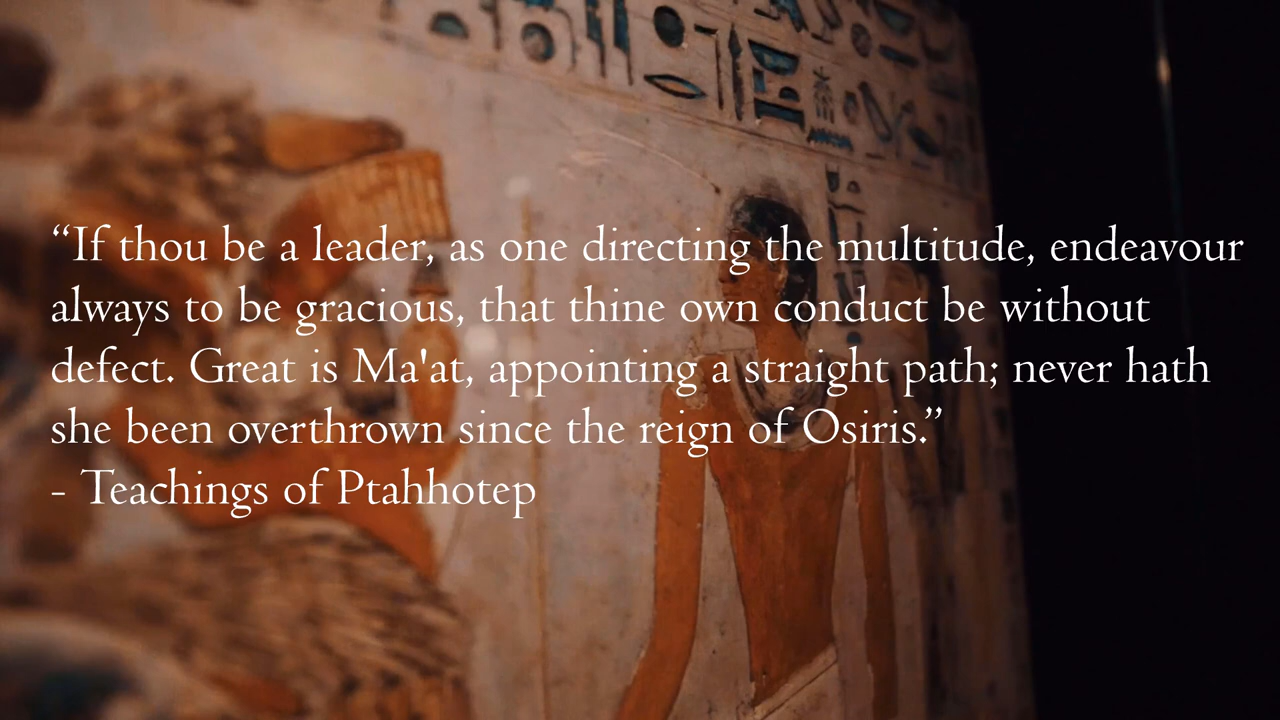 “If thou be a leader, as one directing the multitude, endeavour
always to be gracious, that thine own conduct be without
defect. Great is Ma'at, appointing a straight path; never hath
she been overthrown since the reign of Osiris.”
- Teachings of Ptahhotep